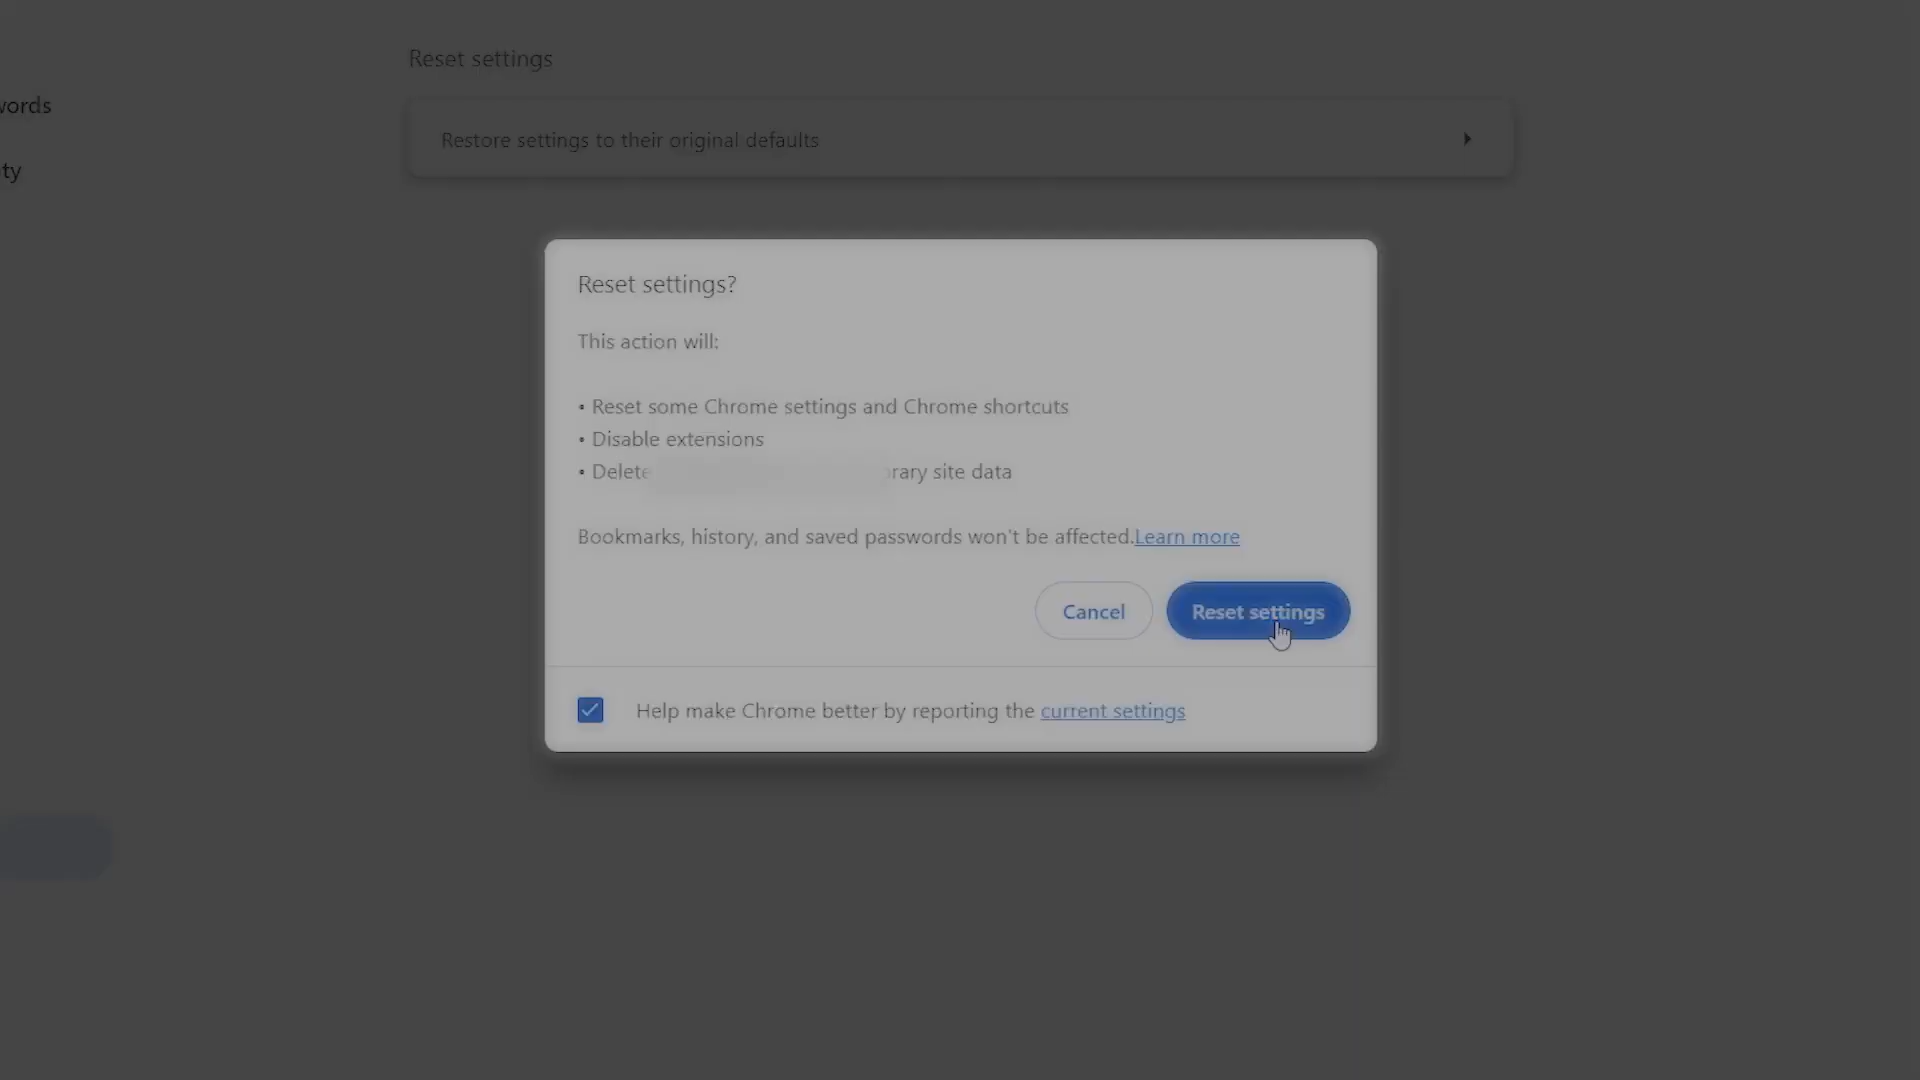 Reset settings
Restore settings to their original defaults
Reset settings?
This action will:
• Reset some Chrome settings and Chrome shortcuts
• Disable extensions
• Delete site data
Bookmarks, history, and saved passwords won't be affected.Learn more
Cancel
Reset settings
Help make Chrome better by reporting the current settings